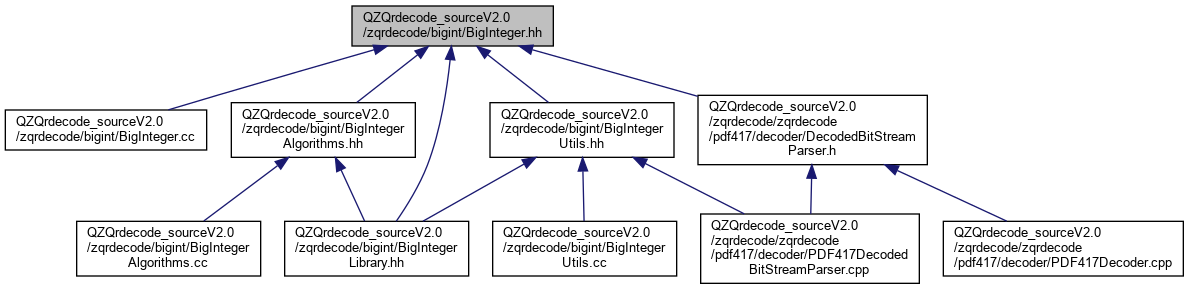 QZQrdecode_sourceV2.0
/zqrdecode/bigint/BigInteger.hh
QZQrdecode_sourceV2.0
/zqrdecode/bigint/BigInteger.cc
QZQrdecode_sourceV2.0
/zqrdecode/bigint/BigInteger
Algorithms.hh
QZQrdecode_sourceV2.0
/zqrdecode/bigint/BigInteger
Utils.hh
QZQrdecode_sourceV2.0
/zqrdecode/zqrdecode
/pdf417/decoder/DecodedBitStream
Parser.h
QZQrdecode_sourceV2.0
/zqrdecode/bigint/BigInteger
Algorithms.cc
QZQrdecode_sourceV2.0
/zqrdecode/bigint/BigInteger
Library.hh
QZQrdecode_sourceV2.0
/zqrdecode/bigint/BigInteger
Utils.cc
QZQrdecode_sourceV2.0
/zqrdecode/zqrdecode
/pdf417/decoder/PDF417Decoded
BitStreamParser.cpp
QZQrdecode_sourceV2.0
/zqrdecode/zqrdecode
/pdf417/decoder/PDF417Decoder.cpp